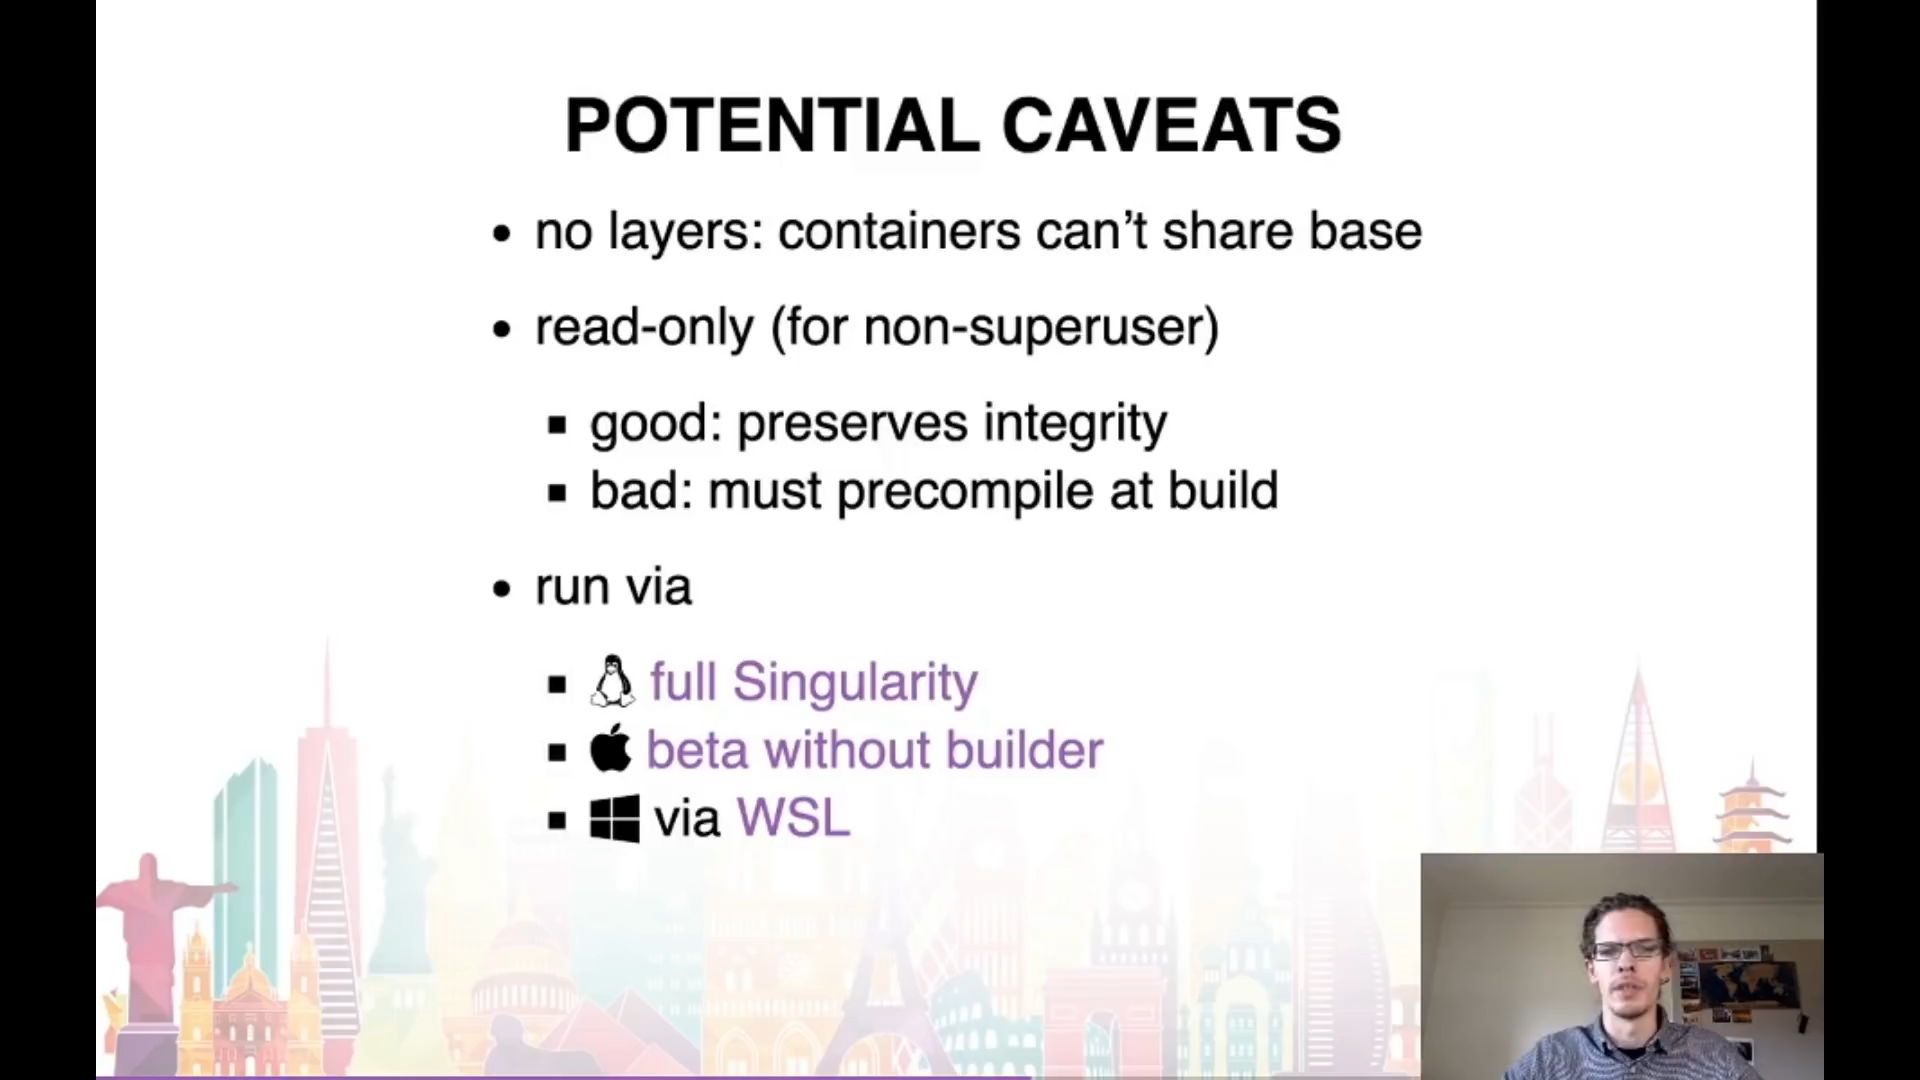 POTENTIAL CAVEATS
no layers: containers can’t share base
read-only (for non-superuser)
good: preserves integrity
bad: must precompile at build
run via
full Singularity
beta without builder
via WSL